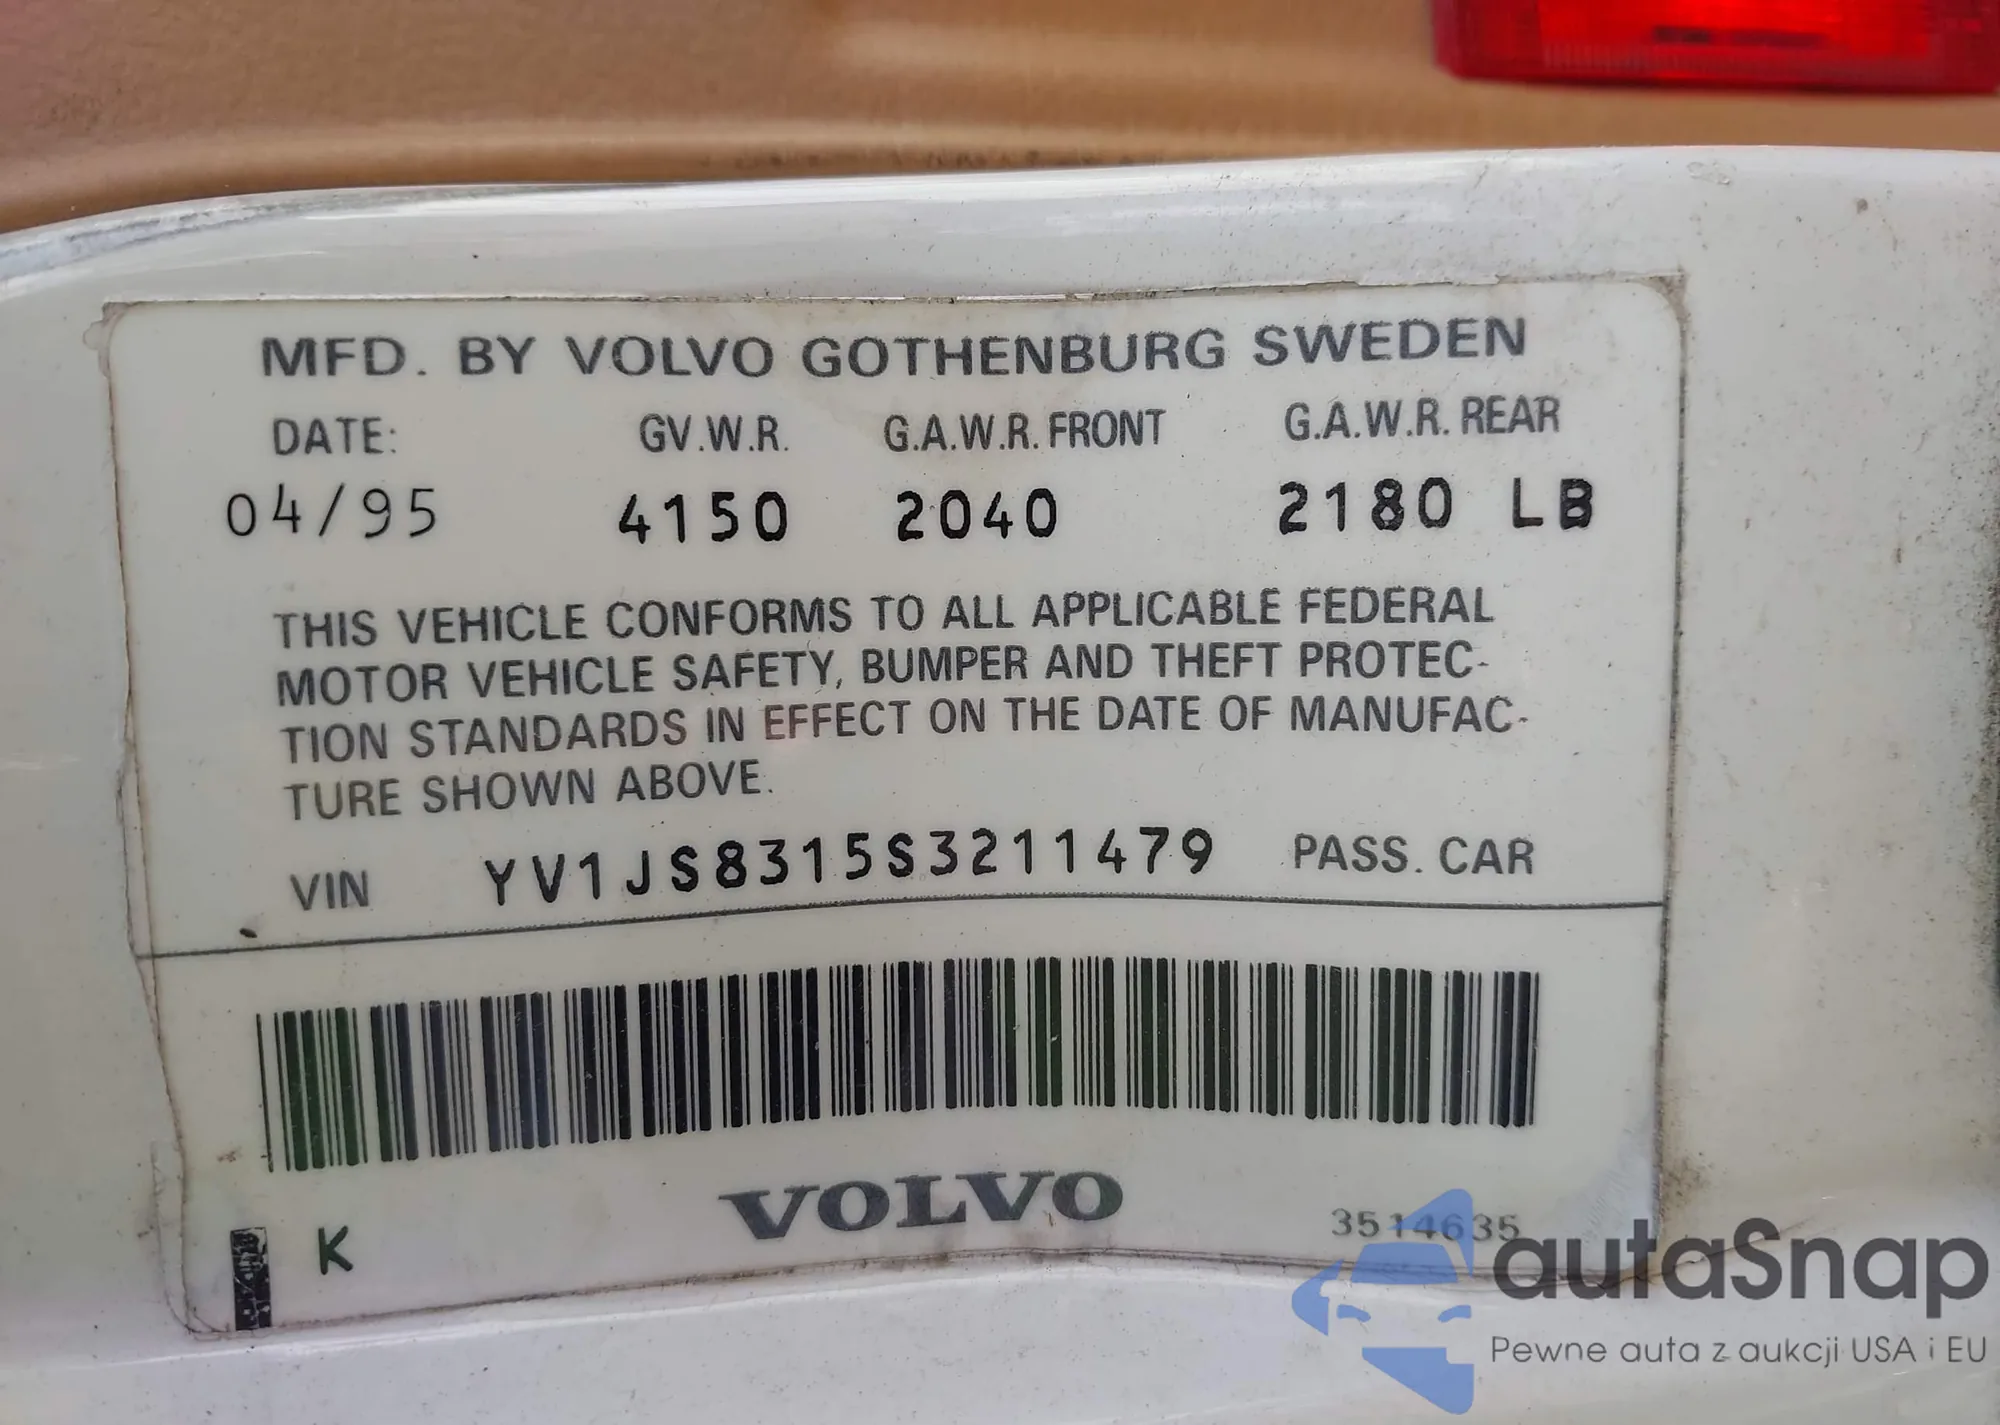 MFD. BY VOLVO GOTHENBURG SWEDEN
DATE: GV.W.R. G.A.W.R. FRONT G.A.W.R. REAR
04/95 4150 2040 2180 LB
THIS VEHICLE CONFORMS TO ALL APPLICABLE FEDERAL
MOTOR VEHICLE SAFETY, BUMPER AND THEFT PROTEC-
TION STANDARDS IN EFFECT ON THE DATE OF MANUFAC-
TURE SHOWN ABOVE.
VIN YV1JS8315S3211479 PASS. CAR
VOLVO
K 3514635
autaSnap
Pewne auta z aukcji USA i EU